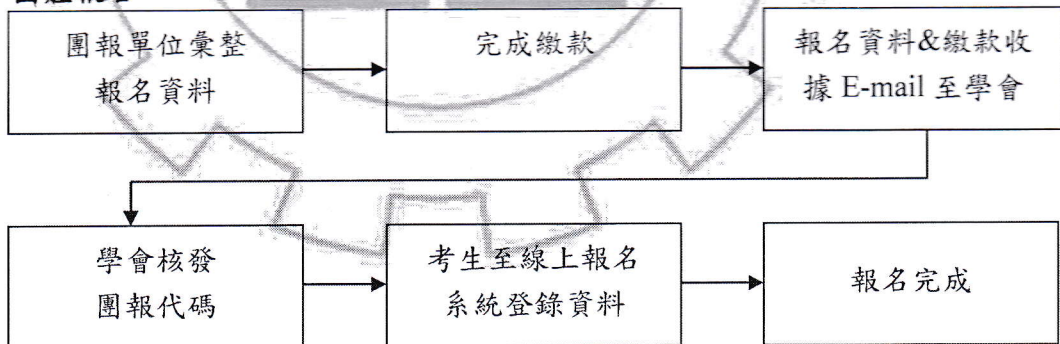 團報單位彙整
報名資料
完成繳款
報名資料&繳款收
據 E-mail 至學會
學會核發
團報代碼
考生至線上報名
系統登錄資料
報名完成